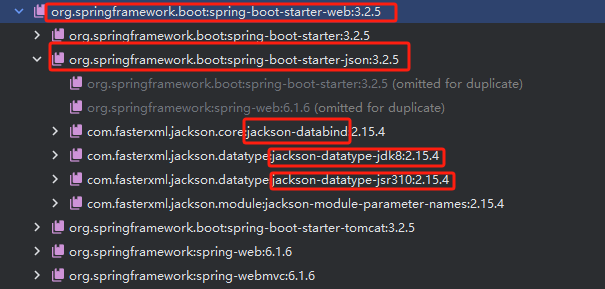 org.springframework.boot:spring-boot-starter-web:3.2.5
org.springframework.boot:spring-boot-starter:3.2.5
org.springframework.boot:spring-boot-starter-json:3.2.5
org.springframework.boot:spring-boot-starter:3.2.5 (omitted for duplicate)
org.springframework:spring-web:6.1.6 (omitted for duplicate)
com.fasterxml.jackson.core:jackson-databind:2.15.4
com.fasterxml.jackson.datatype:jackson-datatype-jdk8:2.15.4
com.fasterxml.jackson.datatype:jackson-datatype-jsr310:2.15.4
com.fasterxml.jackson.module:jackson-module-parameter-names:2.15.4
org.springframework.boot:spring-boot-starter-tomcat:3.2.5
org.springframework:spring-web:6.1.6
org.springframework:spring-webmvc:6.1.6